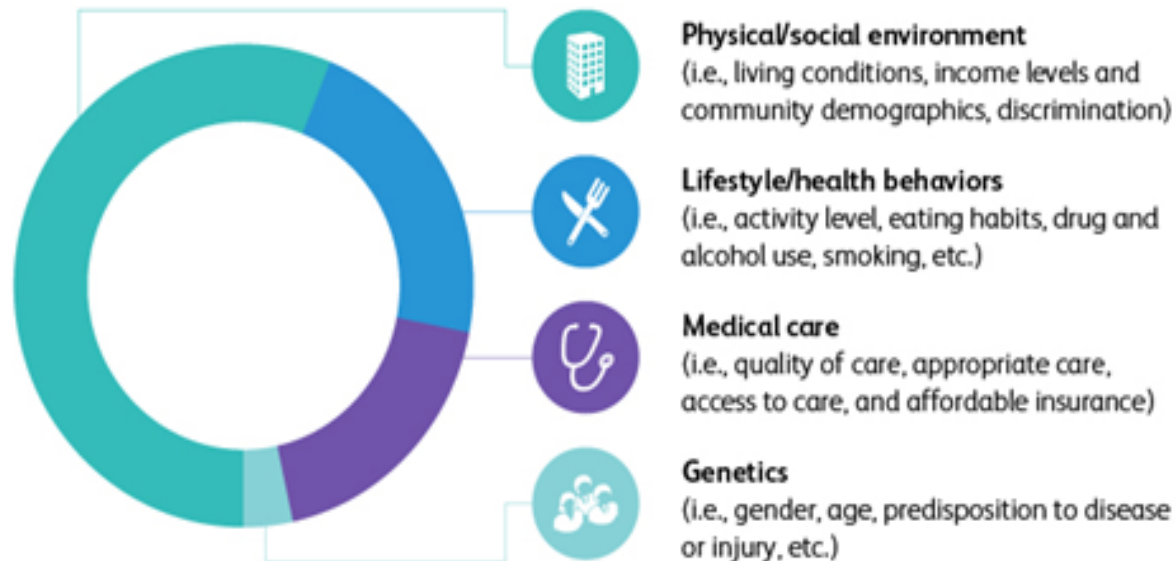 Physical/social environment
(i.e., living conditions, income levels and
community demographics, discrimination)
Lifestyle/health behaviors
(i.e., activity level, eating habits, drug and
alcohol use, smoking, etc.)
Medical care
(i.e., quality of care, appropriate care,
access to care, and affordable insurance)
Genetics
(i.e., gender, age, predisposition to disease
or injury, etc.)